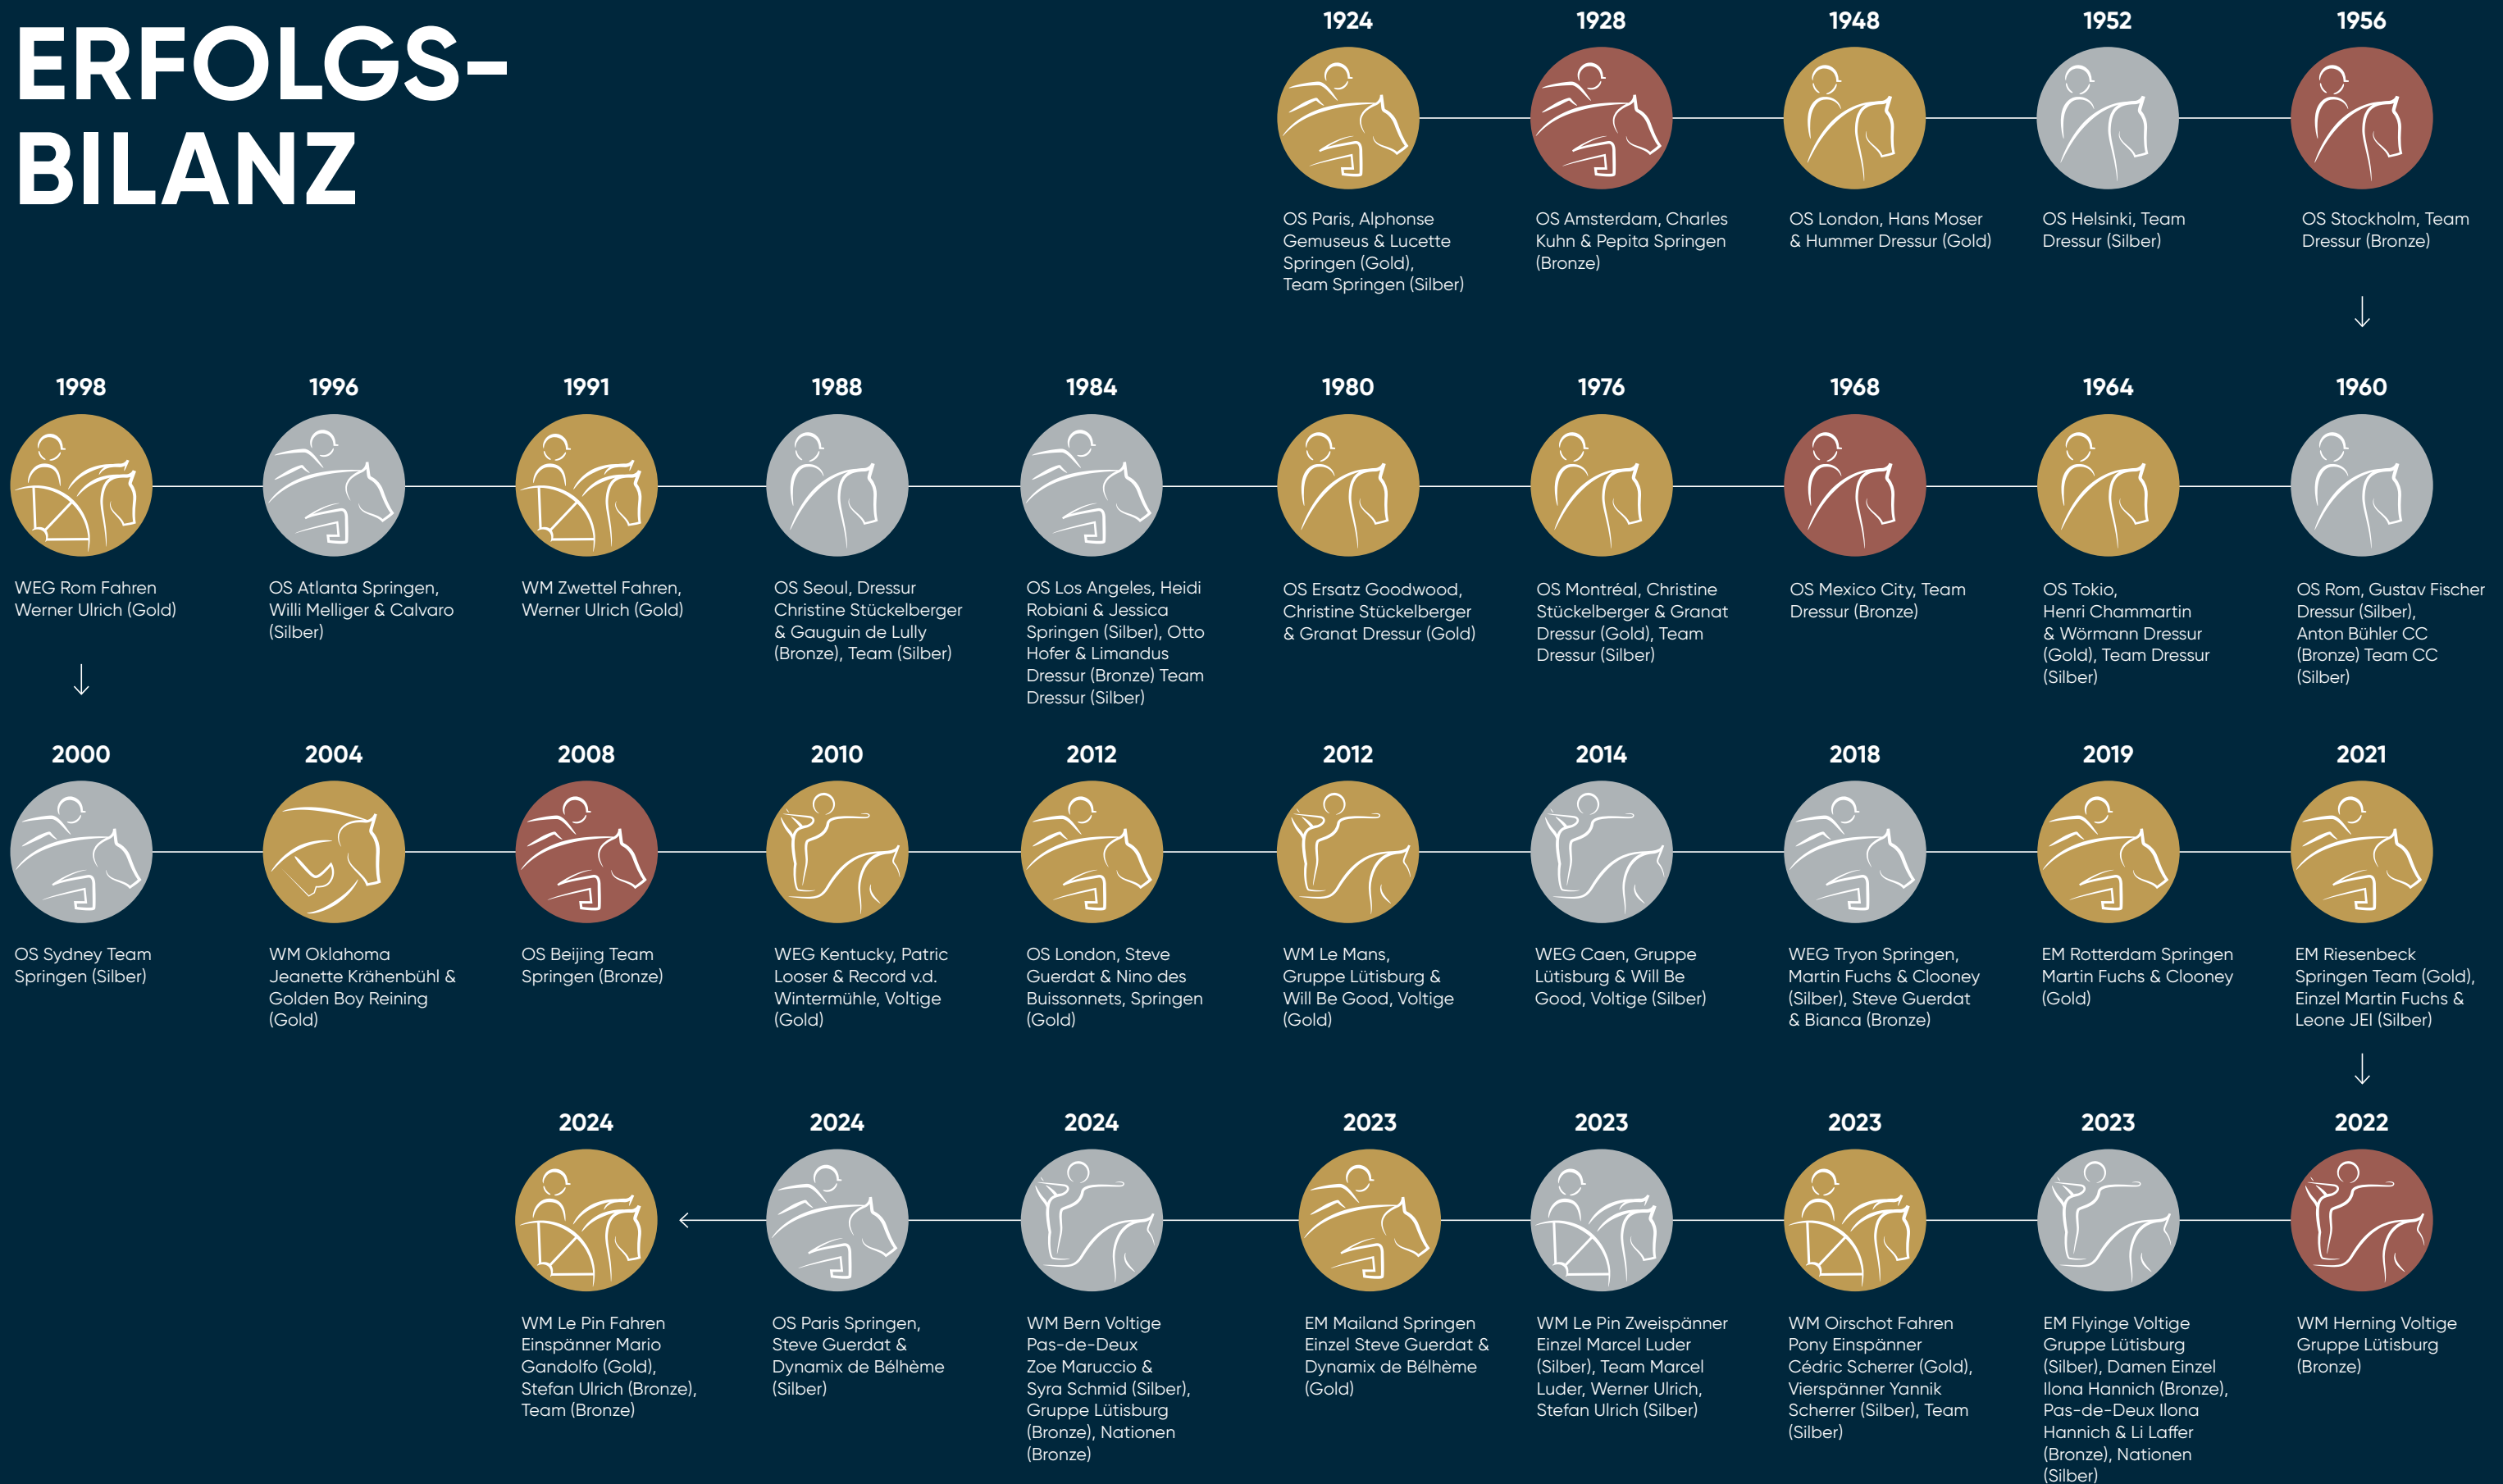 ERFOLGS-
BILANZ
1924
OS Paris, Alphonse
Gemuseus & Lucette
Springen (Gold),
Team Springen (Silber)
1928
OS Amsterdam, Charles
Kuhn & Pepita Springen
(Bronze)
1948
OS London, Hans Moser
& Hummer Dressur (Gold)
1952
OS Helsinki, Team
Dressur (Silber)
1956
OS Stockholm, Team
Dressur (Bronze)
1960
OS Rom, Gustav Fischer
Dressur (Silber),
Anton Bühler CC
(Bronze) Team CC
(Silber)
1964
OS Tokio,
Henri Chammartin
& Wörmann Dressur
(Gold), Team Dressur
(Silber)
1968
OS Mexico City, Team
Dressur (Bronze)
1976
OS Montréal, Christine
Stückelberger & Granat
Dressur (Gold), Team
Dressur (Silber)
1980
OS Ersatz Goodwood,
Christine Stückelberger
& Granat Dressur (Gold)
1984
OS Los Angeles, Heidi
Robiani & Jessica
Springen (Silber), Otto
Hofer & Limandus
Dressur (Bronze) Team
Dressur (Silber)
1988
OS Seoul, Dressur
Christine Stückelberger
& Gauguin de Lully
(Bronze), Team (Silber)
1991
WM Zwettel Fahren,
Werner Ulrich (Gold)
1996
OS Atlanta Springen,
Willi Melliger & Calvaro
(Silber)
1998
WEG Rom Fahren
Werner Ulrich (Gold)
2000
OS Sydney Team
Springen (Silber)
2004
WM Oklahoma
Jeanette Krähenbühl &
Golden Boy Reining
(Gold)
2008
OS Beijing Team
Springen (Bronze)
2010
WEG Kentucky, Patric
Looser & Record v.d.
Wintermühle, Voltige
(Gold)
2012
OS London, Steve
Guerdat & Nino des
Buissonnets, Springen
(Gold)
2012
WM Le Mans,
Gruppe Lütisburg &
Will Be Good, Voltige
(Gold)
2014
WEG Caen, Gruppe
Lütisburg & Will Be
Good, Voltige (Silber)
2018
WEG Tryon Springen,
Martin Fuchs & Clooney
(Silber), Steve Guerdat
& Bianca (Bronze)
2019
EM Rotterdam Springen
Martin Fuchs & Clooney
(Gold)
2021
EM Riesenbeck
Springen Team (Gold),
Einzel Martin Fuchs &
Leone JEI (Silber)
2022
WM Herning Voltige
Gruppe Lütisburg
(Bronze)
2023
EM Flyinge Voltige
Gruppe Lütisburg
(Silber), Damen Einzel
Ilona Hannich (Bronze),
Pas-de-Deux Ilona
Hannich & Li Laffer
(Bronze), Nationen
(Silber)
2023
WM Oirschot Fahren
Pony Einspänner
Cédric Scherrer (Gold),
Vierspänner Yannik
Scherrer (Silber), Team
(Silber)
2023
WM Le Pin Zweispänner
Einzel Marcel Luder
(Silber), Team Marcel
Luder, Werner Ulrich,
Stefan Ulrich (Silber)
2023
EM Mailand Springen
Einzel Steve Guerdat &
Dynamix de Bélhème
(Gold)
2024
WM Bern Voltige
Pas-de-Deux
Zoe Maruccio &
Syra Schmid (Silber),
Gruppe Lütisburg
(Bronze), Nationen
(Bronze)
2024
OS Paris Springen,
Steve Guerdat &
Dynamix de Bélhème
(Silber)
2024
WM Le Pin Fahren
Einspänner Mario
Gandolfo (Gold),
Stefan Ulrich (Bronze),
Team (Bronze)